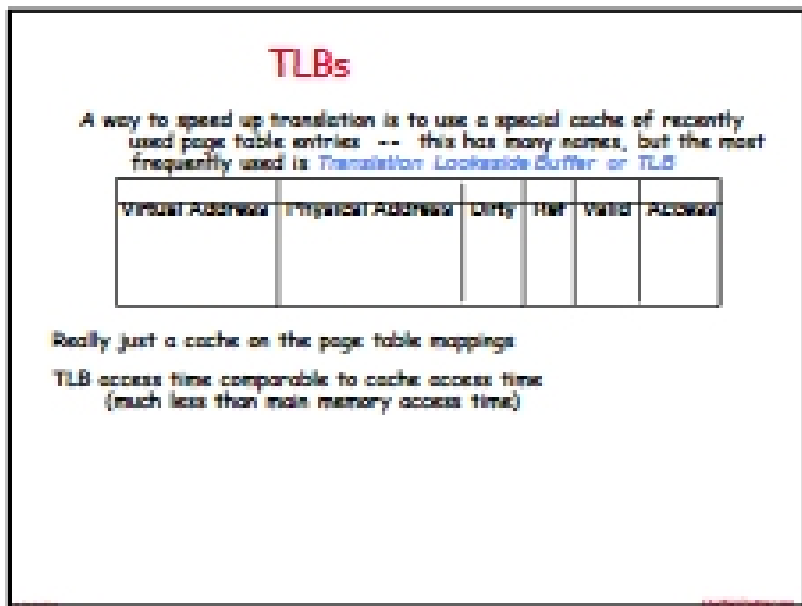 TLBs
A way to speed up translation is to use a special cache of recently
used page table entries -- this has many names, but the most
frequently used is Translation Lookaside Buffer or TLB
Virtual Address Physical Address Dirty Ref Valid Access
Really just a cache on the page table mappings
TLB access time comparable to cache access time
(much less than main memory access time)